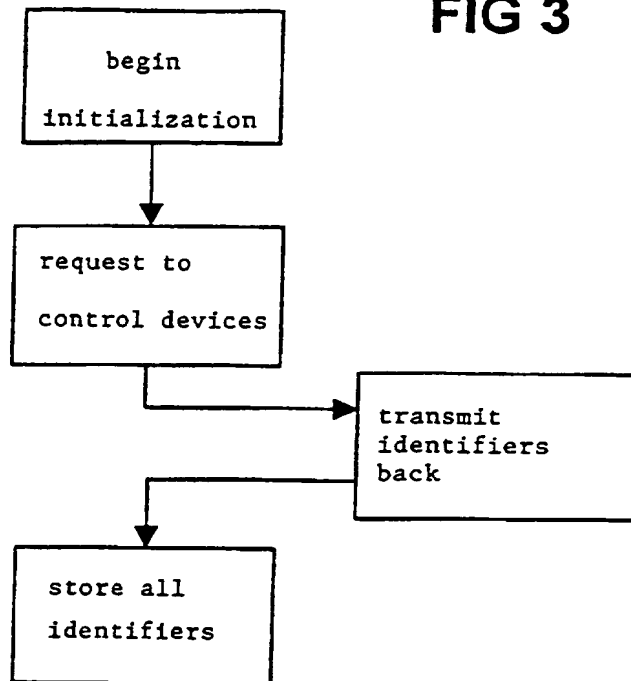 FIG 3
begin
initialization
request to
control devices
transmit
identifiers
back
store all
identifiers